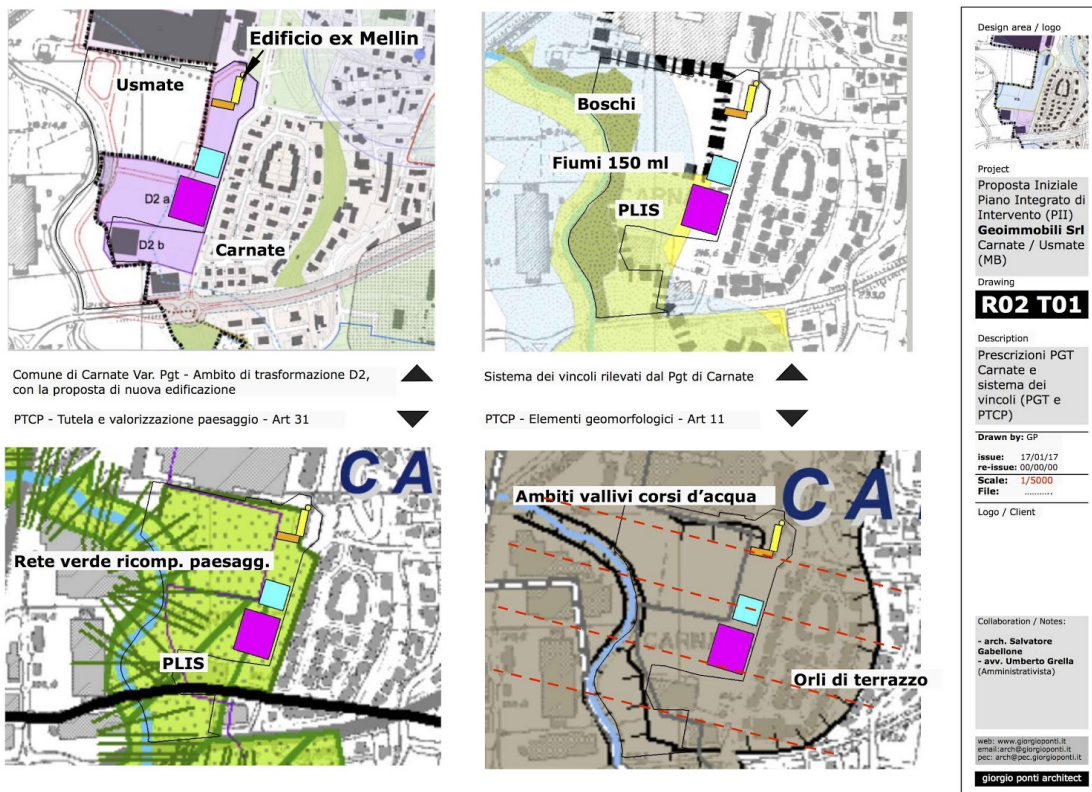 Edificio ex Mellin
Usmate
D2 a
D2 b
Carnate
Boschi
Fiumi 150 ml
PLIS
Comune di Carnate Var. Pgt - Ambito di trasformazione D2,
con la proposta di nuova edificazione
Sistema dei vincoli rilevati dal Pgt di Carnate
PTCP - Tutela e valorizzazione paesaggio - Art 31
PTCP - Elementi geomorfologici - Art 11
C A
Rete verde ricomp. paesagg.
PLIS
C A
Ambiti vallivi corsi d'acqua
Orli di terrazzo
Design area / logo
Project
Proposta Iniziale
Piano Integrato di
Intervento (PII)
Geoimmobili Srl
Carnate / Usmate
(MB)
Drawing
R02 T01
Description
Prescrizioni PGT
Carnate e
sistema dei
vincoli (PGT e
PTCP)
Drawn by: GP
issue: 17/01/17
re-issue: 00/00/00
Scale: 1/5000
File: ...........
Logo / Client
Collaboration / Notes:
- arch. Salvatore
Gabellone
- avv. Umberto Grella
(Amministrativista)
web: www.giorgioponti.it
email:arch@giorgioponti.it
pec: arch@pec.giorgioponti.it
giorgio ponti architect